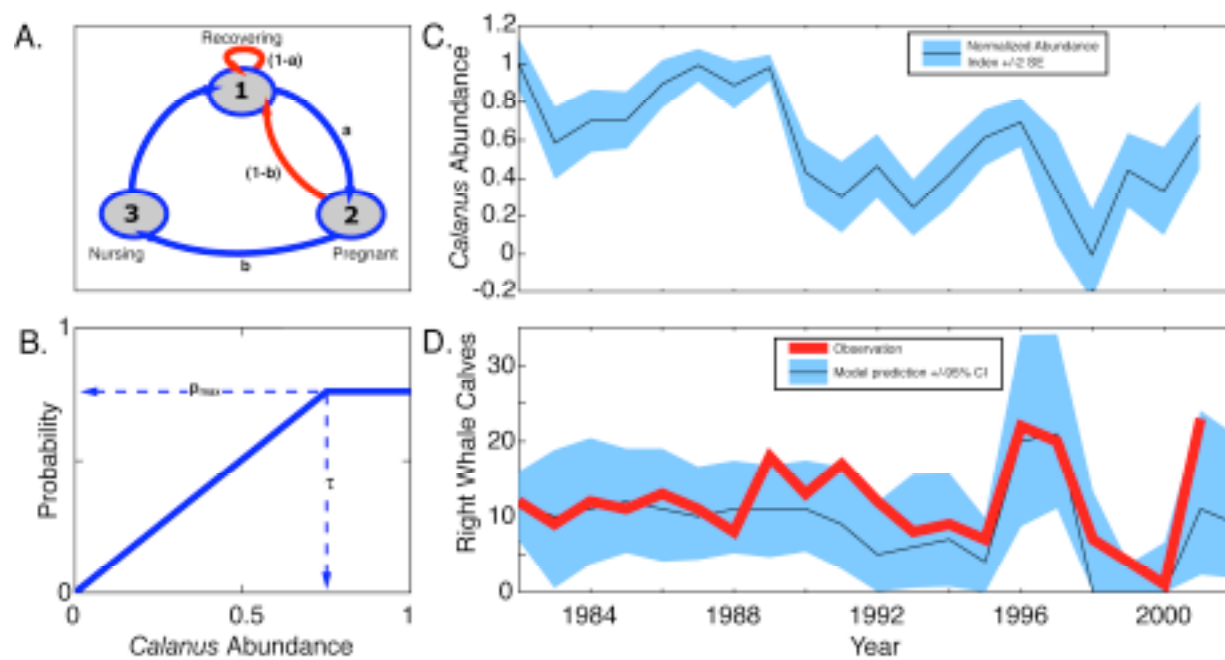 A.
Recovering
(1-a)
1
a
(1-b)
3
2
Nursing
Pregnant
b
B.
1
Probability
0
Pmax
τ
0
0.5
1
Calanus Abundance
C.
Calanus Abundance
1.2
1
0.8
0.6
0.4
0.2
0
-0.2
Normalized Abundance
Index +/-2 SE
D.
Right Whale Calves
30
20
10
0
Observation
Model prediction +/-95% CI
1984
1988
1992
1996
2000
Year